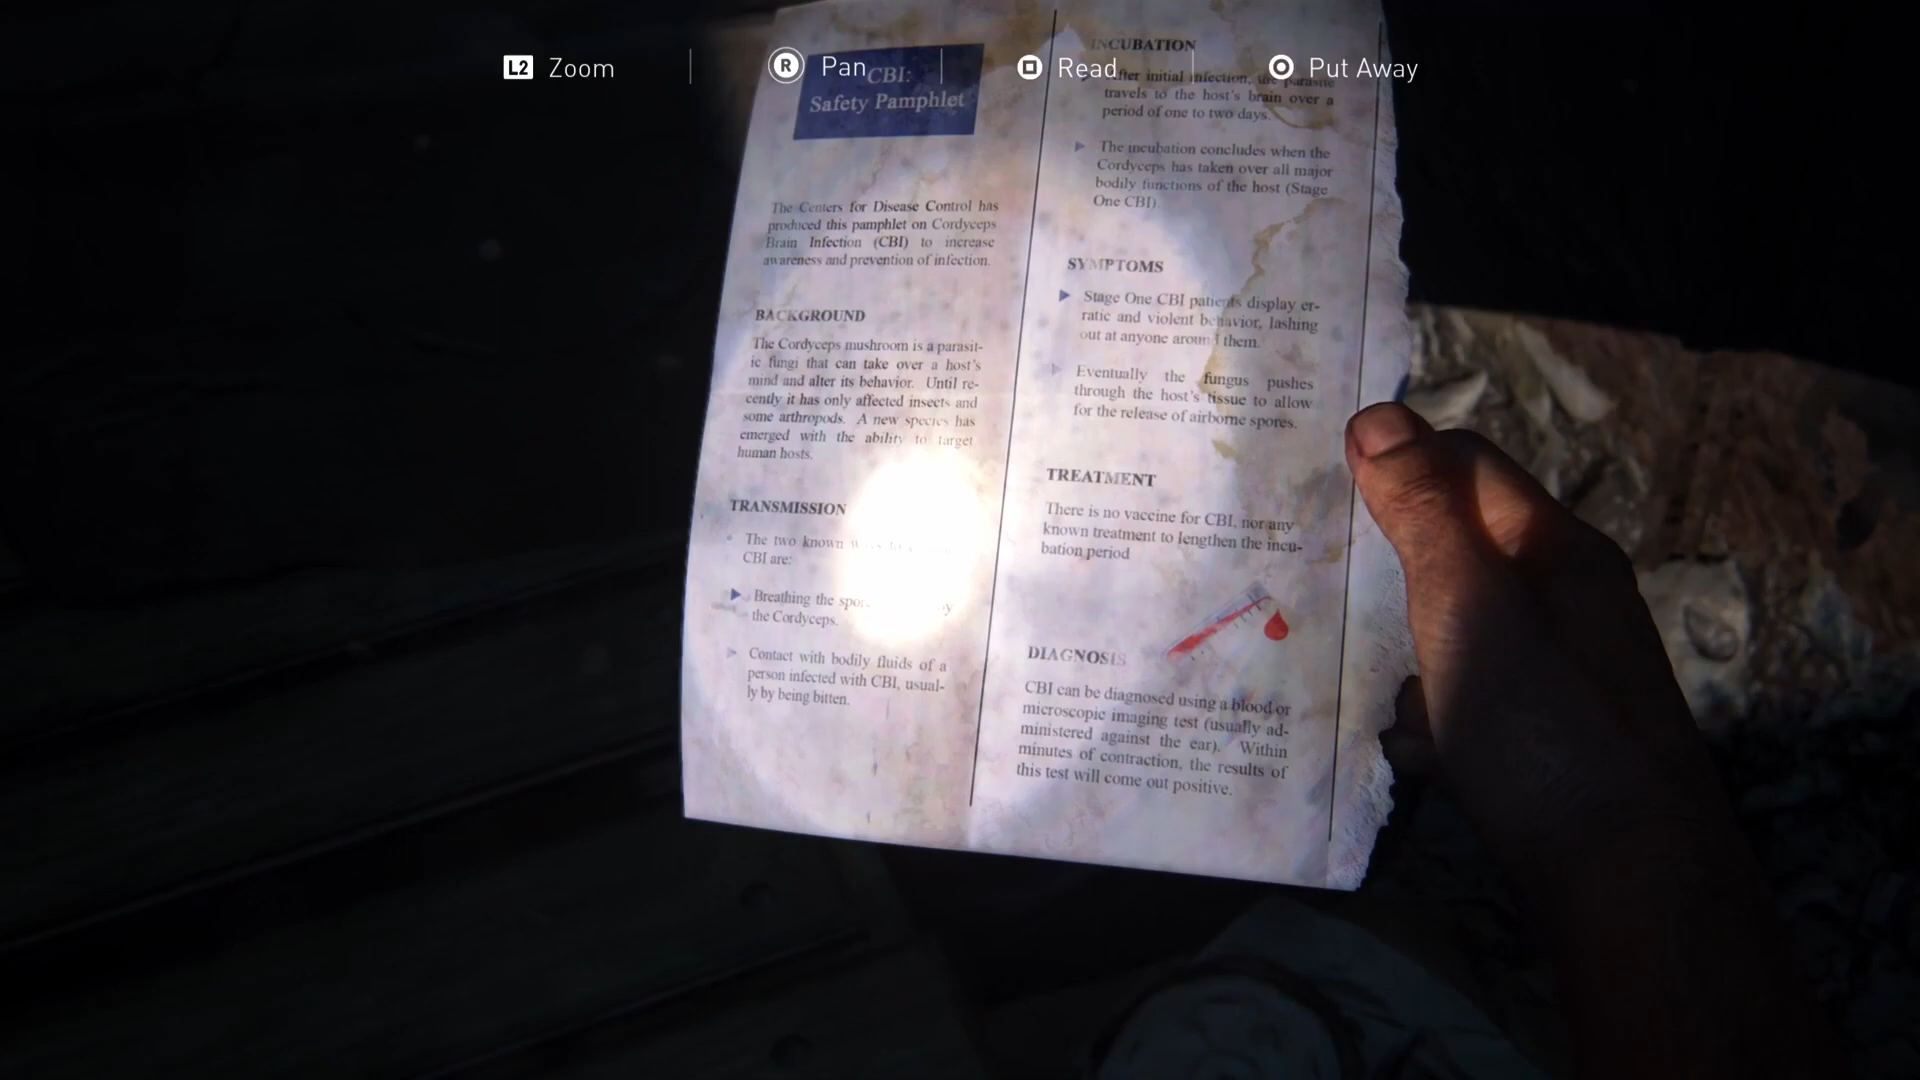 L2 Zoom
R Pan
Read
Put Away
CBI:
Safety Pamphlet
The Centers for Disease Control has
produced this pamphlet on Cordyceps
Brain Infection (CBI) to increase
awareness and prevention of infection.
BACKGROUND
The Cordyceps mushroom is a parasit-
ic fungi that can take over a host's
mind and alter its behavior. Until re-
cently it has only affected insects and
some arthropods. A new species has
emerged with the ability to target
human hosts.
TRANSMISSION
The two known
CBI are:
Breathing the
the Cordyceps.
Contact with bodily fluids of a
person infected with CBI, usual-
ly by being bitten.
INCUBATION
After initial infection, the parasite
travels to the host's brain over a
period of one to two days.
The incubation concludes when the
Cordyceps has taken over all major
bodily functions of the host (Stage
One CBI).
SYMPTOMS
Stage One CBI patients display er-
ratic and violent behavior, lashing
out at anyone around them.
Eventually the fungus pushes
through the host's tissue to allow
for the release of airborne spores.
TREATMENT
There is no vaccine for CBI, nor any
known treatment to lengthen the incu-
bation period
DIAGNOSIS
CBI can be diagnosed using a blood or
microscopic imaging test (usually ad-
ministered against the ear). Within
minutes of contraction, the results of
this test will come out positive.